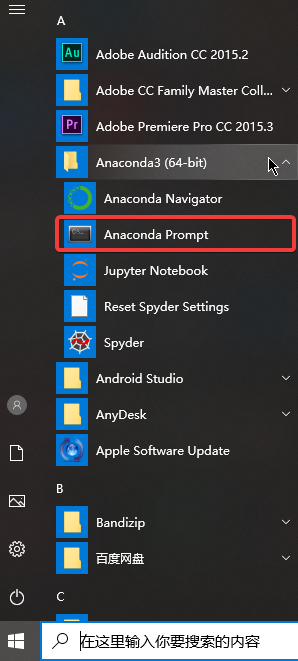 A
Adobe Audition CC 2015.2
Adobe CC Family Master Coll...
Adobe Premiere Pro CC 2015.3
Anaconda3 (64-bit)
Anaconda Navigator
Anaconda Prompt
Jupyter Notebook
Reset Spyder Settings
Spyder
Android Studio
AnyDesk
Apple Software Update
B
Bandizip
百度网盘
C
在这里输入你要搜索的内容